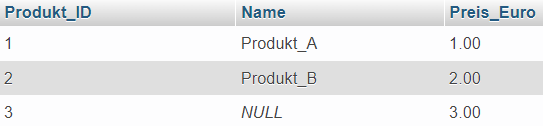 Produkt_ID Name Preis_Euro
1 Produkt_A 1.00
2 Produkt_B 2.00
3 NULL 3.00